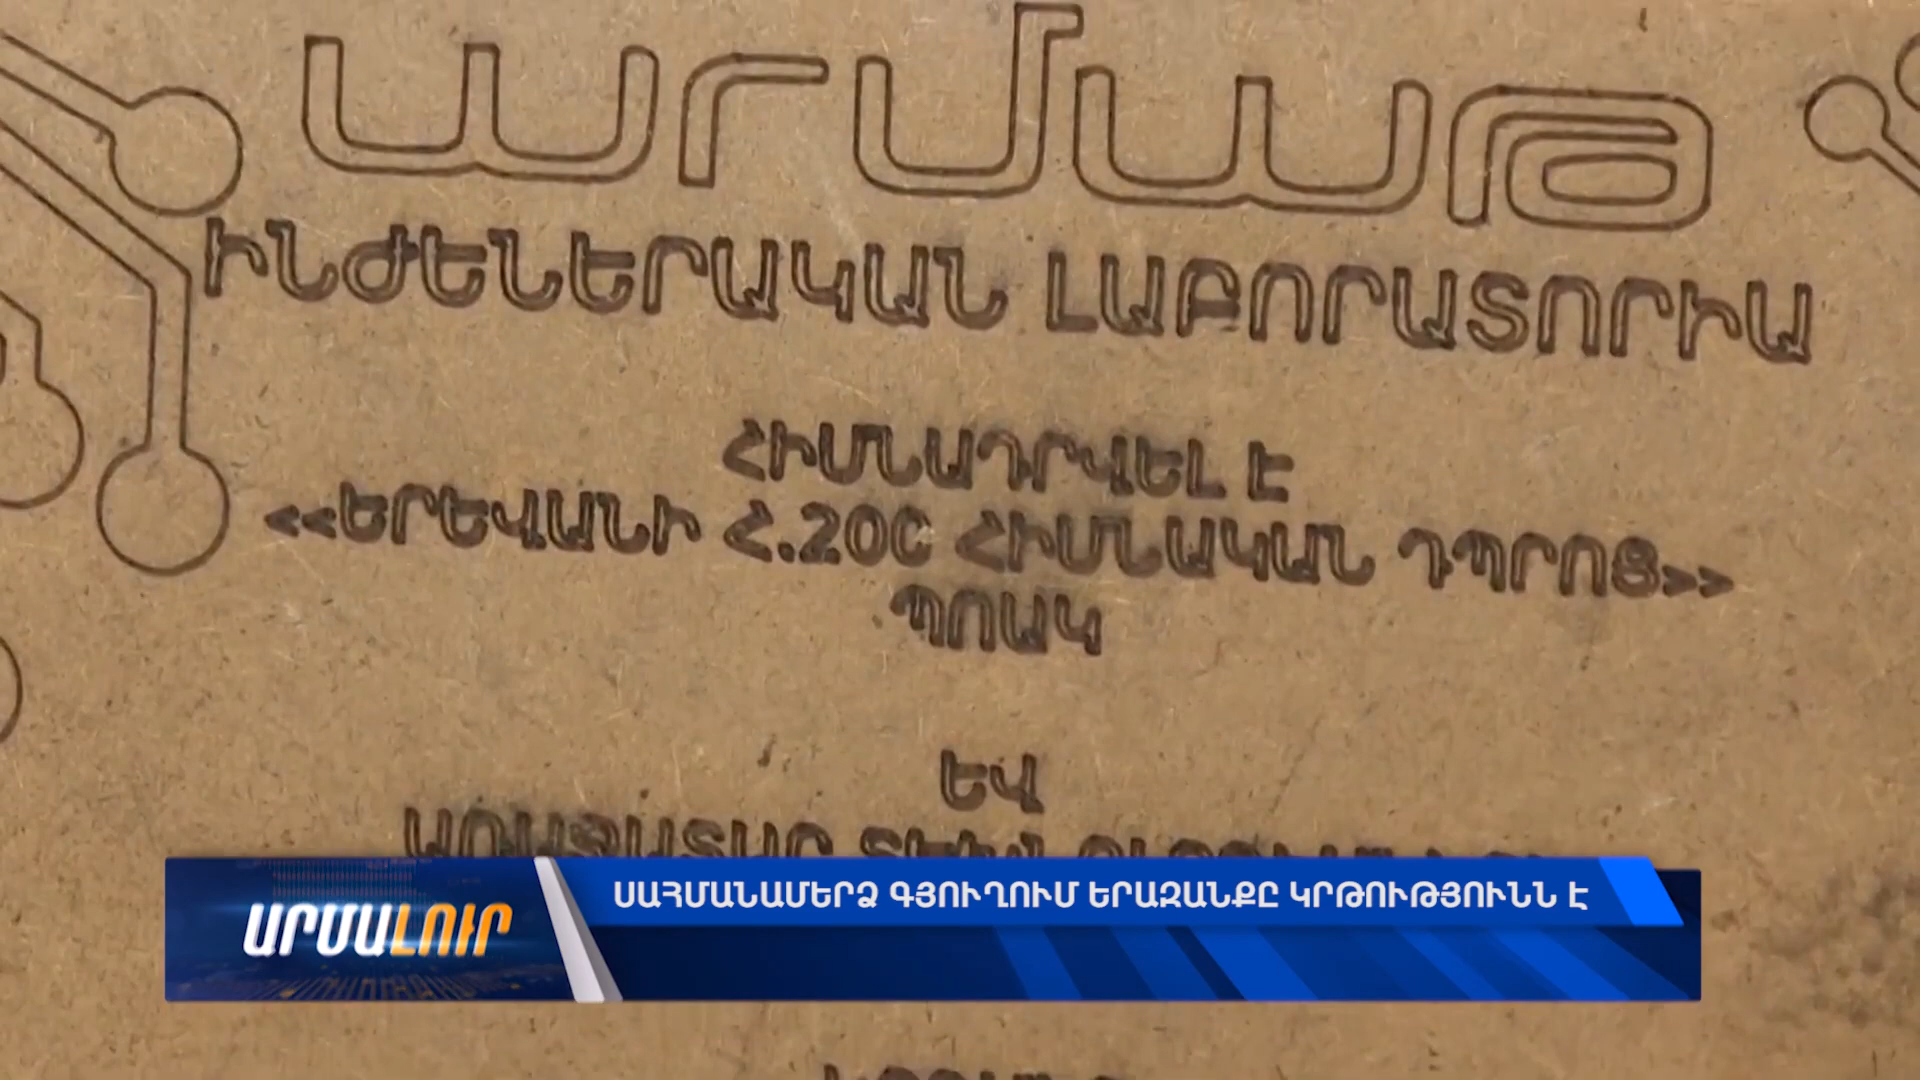 արմաթ
ԻՆԺԵՆԵՐԱԿԱՆ ԼԱԲՈՐԱՏՈՐԻԱ
ՀԻՄՆԱԴՐՎԵԼ Է
<<ԵՐԵՎԱՆԻ Հ.200 ՀԻՄՆԱԿԱՆ ԴՊՐՈՑ>>
ՊՈԱԿ
ԵՎ
ԱՐՄԱԼՈՒՐ
ՍԱՀՄԱՆԱՄԵՐՁ ԳՅՈՒՂՈՒՄ ԵՐԱԶԱՆՔԸ ԿՐԹՈՒԹՅՈՒՆՆ Է